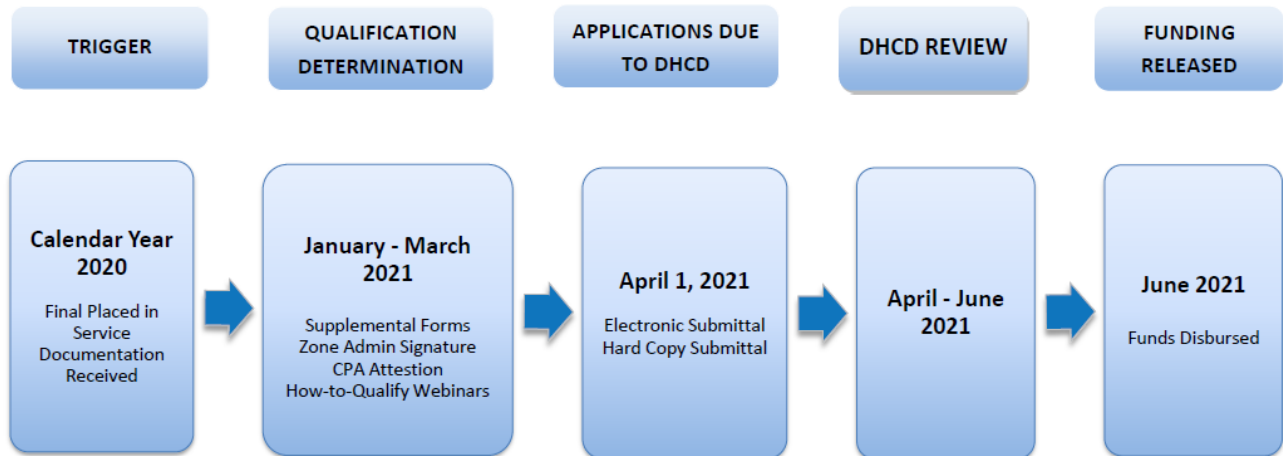 TRIGGER
QUALIFICATION
DETERMINATION
APPLICATIONS DUE
TO DHCD
DHCD REVIEW
FUNDING
RELEASED
Calendar Year
2020
Final Placed in
Service
Documentation
Received
January - March
2021
Supplemental Forms
Zone Admin Signature
CPA Attestion
How-to-Qualify Webinars
April 1, 2021
Electronic Submittal
Hard Copy Submittal
April - June
2021
June 2021
Funds Disbursed